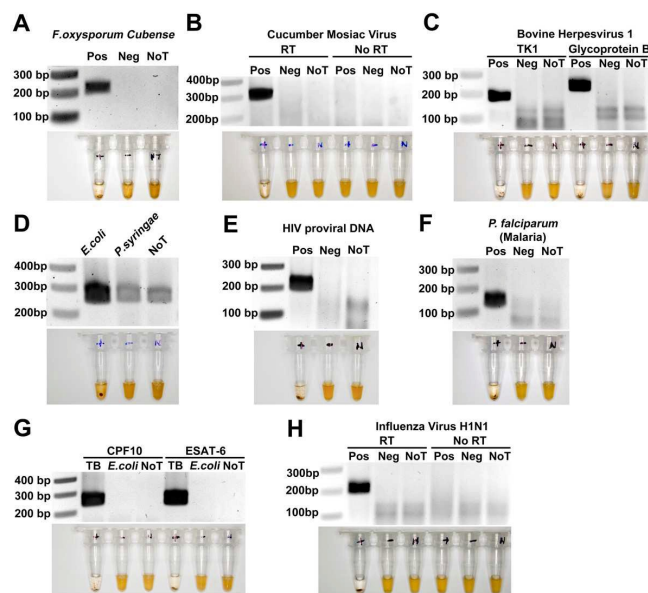 A
F.oxysporum Cubense
Pos Neg NoT
300 bp
200 bp
100 bp
+ -
B
Cucumber Mosiac Virus
RT No RT
Pos Neg NoT Pos Neg NoT
400bp
300bp
200bp
+ - N + - N
C
Bovine Herpesvirus 1
TK1 Glycoprotein B
Pos Neg NoT Pos Neg NoT
300 bp
200 bp
100 bp
+ - N + - N
D
E.coli P.syringae NoT
400bp
300bp
200bp
+ - N
E
HIV proviral DNA
Pos Neg NoT
300 bp
200 bp
100 bp
+ - N
F
P. falciparum
(Malaria)
Pos Neg NoT
300 bp
200 bp
100 bp
+ - N
G
CPF10 ESAT-6
TB E.coli NoT TB E.coli NoT
400 bp
300 bp
200 bp
H
Influenza Virus H1N1
RT No RT
Pos Neg NoT Pos Neg NoT
300bp
200bp
100bp
+ - N + - N